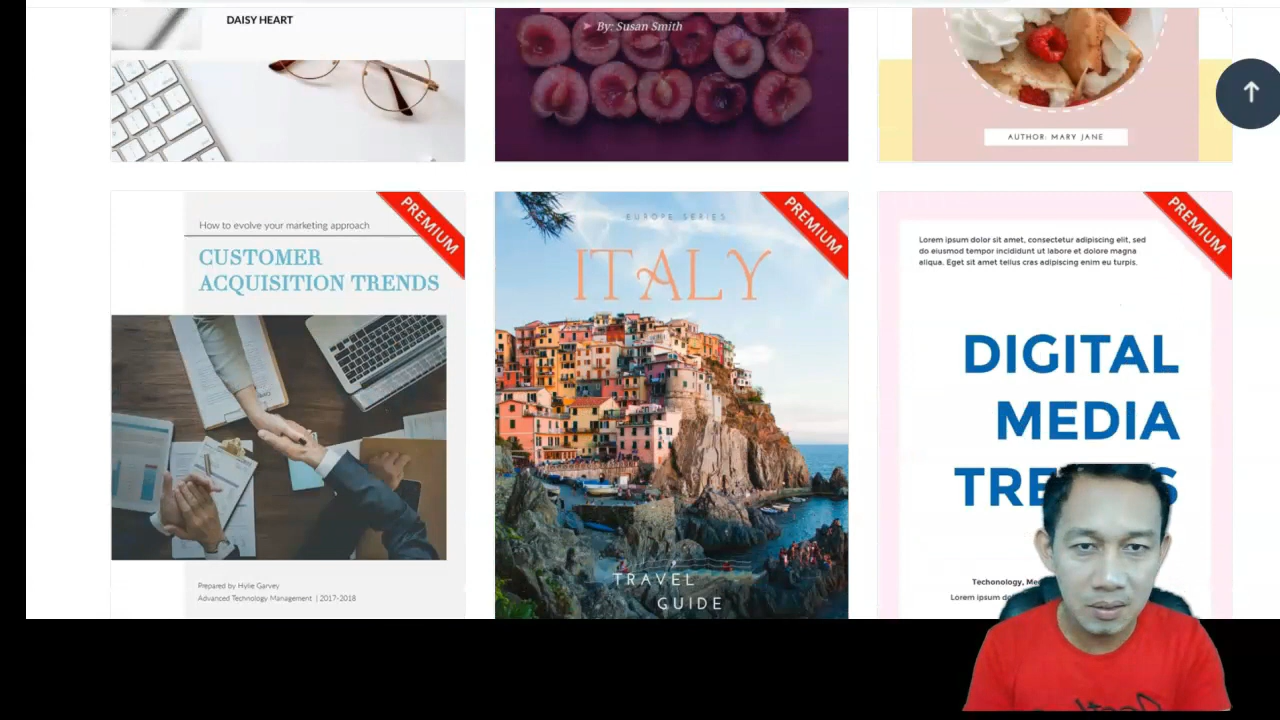 DAISY HEART
By: Susan Smith
AUTHOR: MARY JANE
PREMIUM
How to evolve your marketing approach
CUSTOMER
ACQUISITION TRENDS
Prepared by Hylie Garvey
Advanced Technology Management | 2017-2018
PREMIUM
EUROPE SERIES
ITALY
TRAVEL
GUIDE
PREMIUM
Lorem ipsum dolor sit amet, consectetur adipiscing elit, sed
do eiusmod tempor incididunt ut labore et dolore magna
aliqua. Eget sit amet tellus cras adipiscing enim eu turpis.
DIGITAL
MEDIA
Techonology,
Lorem ipsum